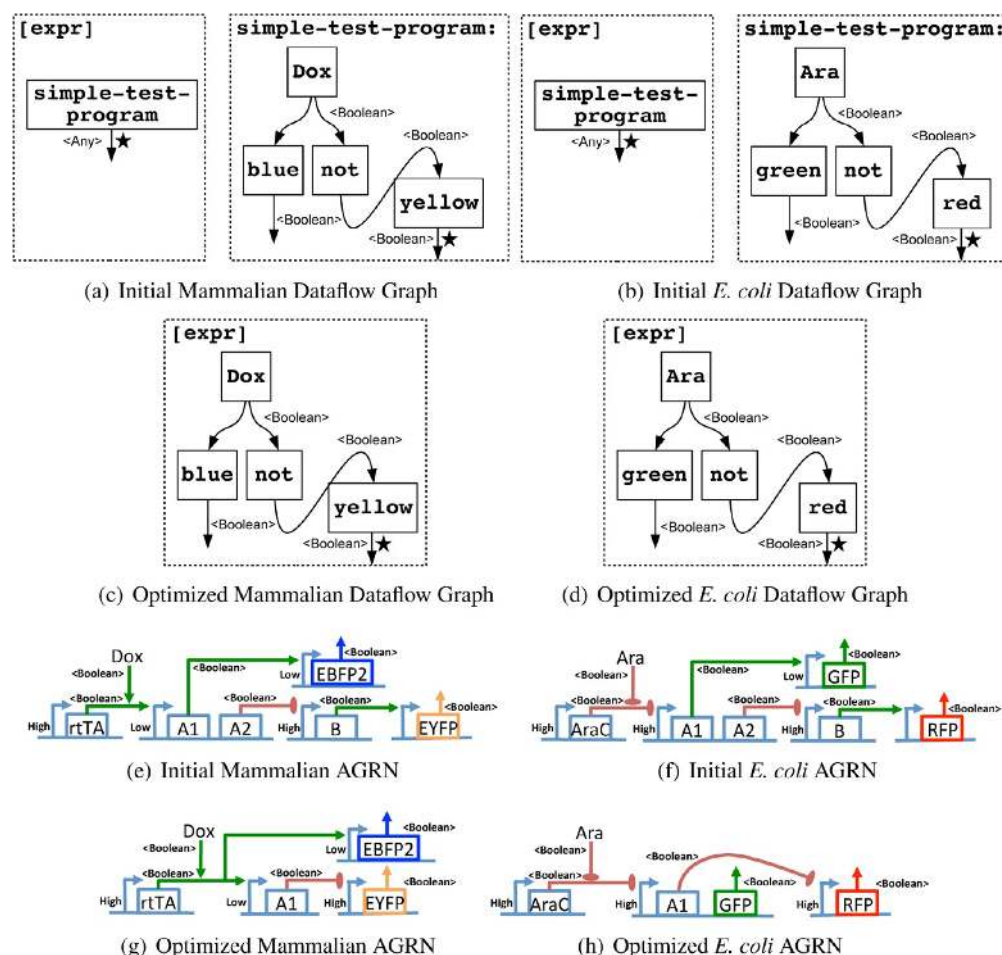 [expr]
simple-test-
program
<Any>
simple-test-program:
Dox
<Boolean>
<Boolean>
blue
not
yellow
<Boolean>
<Boolean>
(a) Initial Mammalian Dataflow Graph
[expr]
simple-test-
program
<Any>
simple-test-program:
Ara
<Boolean>
<Boolean>
green
not
red
<Boolean>
<Boolean>
(b) Initial E. coli Dataflow Graph
[expr]
Dox
<Boolean>
<Boolean>
blue
not
yellow
<Boolean>
<Boolean>
(c) Optimized Mammalian Dataflow Graph
[expr]
Ara
<Boolean>
<Boolean>
green
not
red
<Boolean>
<Boolean>
(d) Optimized E. coli Dataflow Graph
Dox
<Boolean>
<Boolean>
<Boolean>
<Boolean>
<Boolean>
<Boolean>
<Boolean>
Low
EBFP2
High
rtTA
Low
A1
A2
High
B
EYFP
(e) Initial Mammalian AGRN
Ara
<Boolean>
<Boolean>
<Boolean>
<Boolean>
<Boolean>
<Boolean>
<Boolean>
Low
GFP
High
AraC
High
A1
A2
High
B
RFP
(f) Initial E. coli AGRN
Dox
<Boolean>
<Boolean>
<Boolean>
<Boolean>
<Boolean>
Low
EBFP2
High
rtTA
Low
A1
High
EYFP
(g) Optimized Mammalian AGRN
Ara
<Boolean>
<Boolean>
<Boolean>
<Boolean>
<Boolean>
High
AraC
High
A1
GFP
High
RFP
(h) Optimized E. coli AGRN